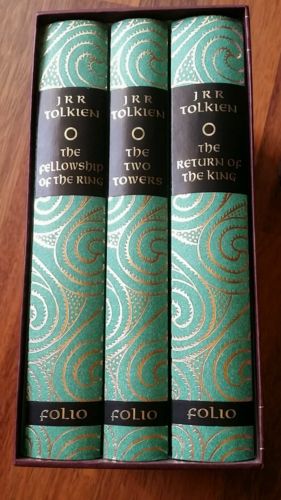 J R R
TOLKIEN
THE
FELLOWSHIP
OF THE RING
FOLIO
J R R
TOLKIEN
THE
TWO
TOWERS
FOLIO
J R R
TOLKIEN
THE
RETURN OF
THE KING
FOLIO